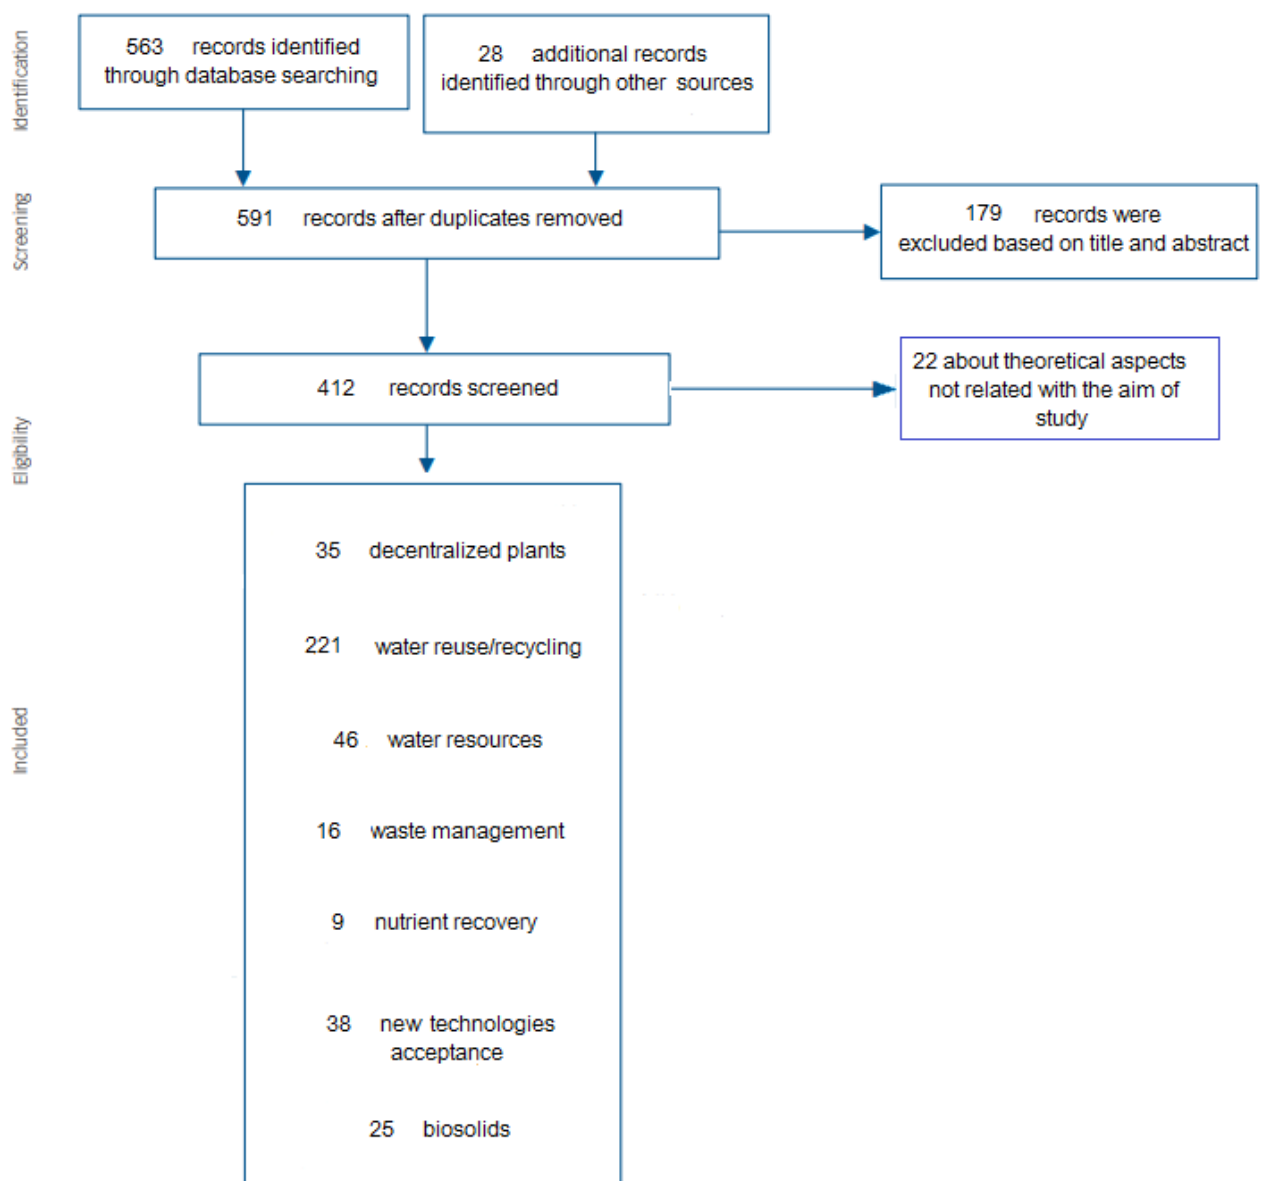 Identification
563 records identified
through database searching
28 additional records
identified through other sources
Screening
591 records after duplicates removed
179 records were
excluded based on title and abstract
Eligibility
412 records screened
22 about theoretical aspects
not related with the aim of
study
Included
35 decentralized plants
221 water reuse/recycling
46 water resources
16 waste management
9 nutrient recovery
38 new technologies
acceptance
25 biosolids